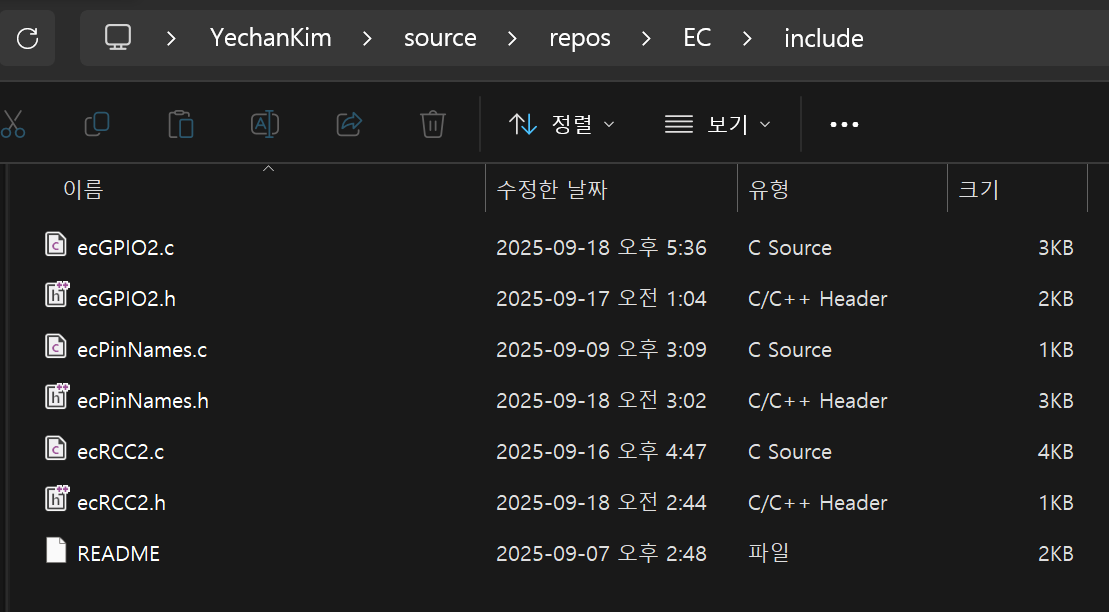 YechanKim > source > repos > EC > include
정렬 보기
이름 수정한 날짜 유형 크기
ecGPIO2.c 2025-09-18 오후 5:36 C Source 3KB
ecGPIO2.h 2025-09-17 오전 1:04 C/C++ Header 2KB
ecPinNames.c 2025-09-09 오후 3:09 C Source 1KB
ecPinNames.h 2025-09-18 오전 3:02 C/C++ Header 3KB
ecRCC2.c 2025-09-16 오후 4:47 C Source 4KB
ecRCC2.h 2025-09-18 오전 2:44 C/C++ Header 1KB
README 2025-09-07 오후 2:48 파일 2KB